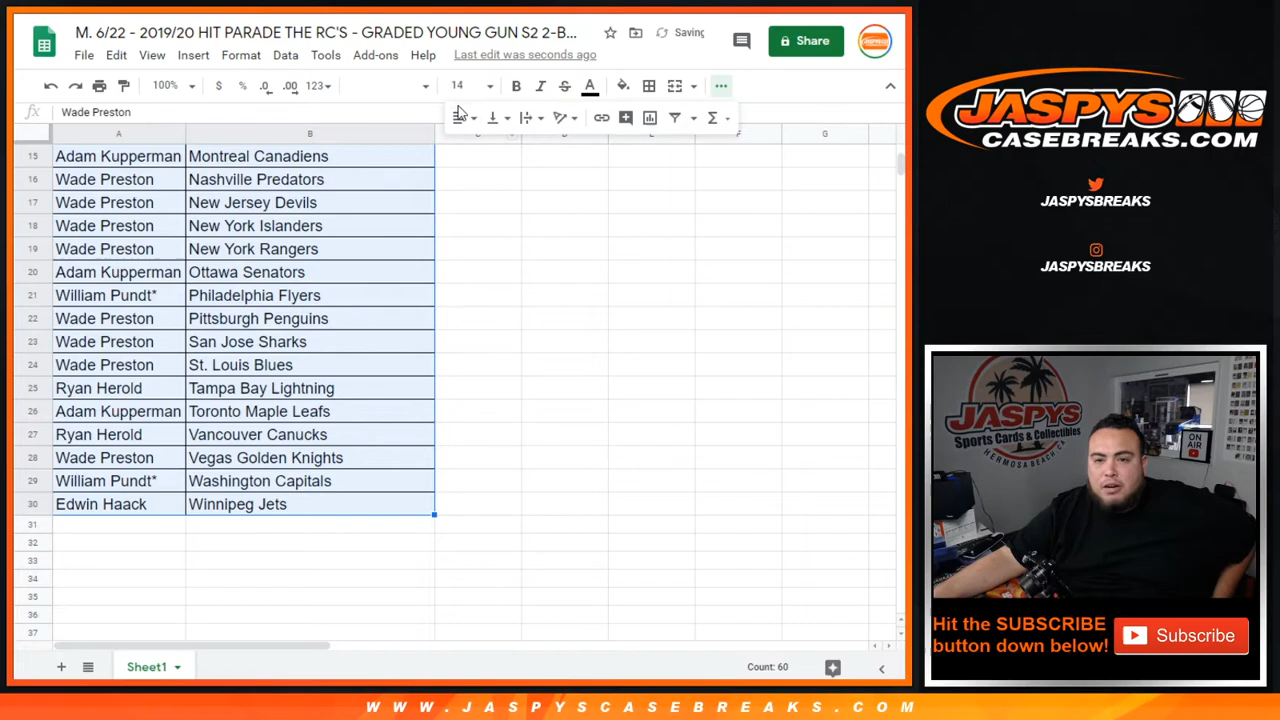 M. 6/22 - 2019/20 HIT PARADE THE RC'S - GRADED YOUNG GUN S2 2-B...
Saving
Share
File Edit View Insert Format Data Tools Add-ons Help Last edit was seconds ago
100% $ % .0 .00 123 14 B I S A
fx Wade Preston
A B C D E F G
15 Adam Kupperman Montreal Canadiens
16 Wade Preston Nashville Predators
17 Wade Preston New Jersey Devils
18 Wade Preston New York Islanders
19 Wade Preston New York Rangers
20 Adam Kupperman Ottawa Senators
21 William Pundt* Philadelphia Flyers
22 Wade Preston Pittsburgh Penguins
23 Wade Preston San Jose Sharks
24 Wade Preston St. Louis Blues
25 Ryan Herold Tampa Bay Lightning
26 Adam Kupperman Toronto Maple Leafs
27 Ryan Herold Vancouver Canucks
28 Wade Preston Vegas Golden Knights
29 William Pundt* Washington Capitals
30 Edwin Haack Winnipeg Jets
31
32
33
34
35
36
37
Sheet1
Count: 60
JASPYS
CASEBREAKS.COM
JASPYSBREAKS
JASPYSBREAKS
JASPYS
Sports Cards & Collectibles
HERMOSA BEACH, CA
ON AIR
Hit the SUBSCRIBE
button down below!
Subscribe
WWW.JASPYSCASEBREAKS.COM